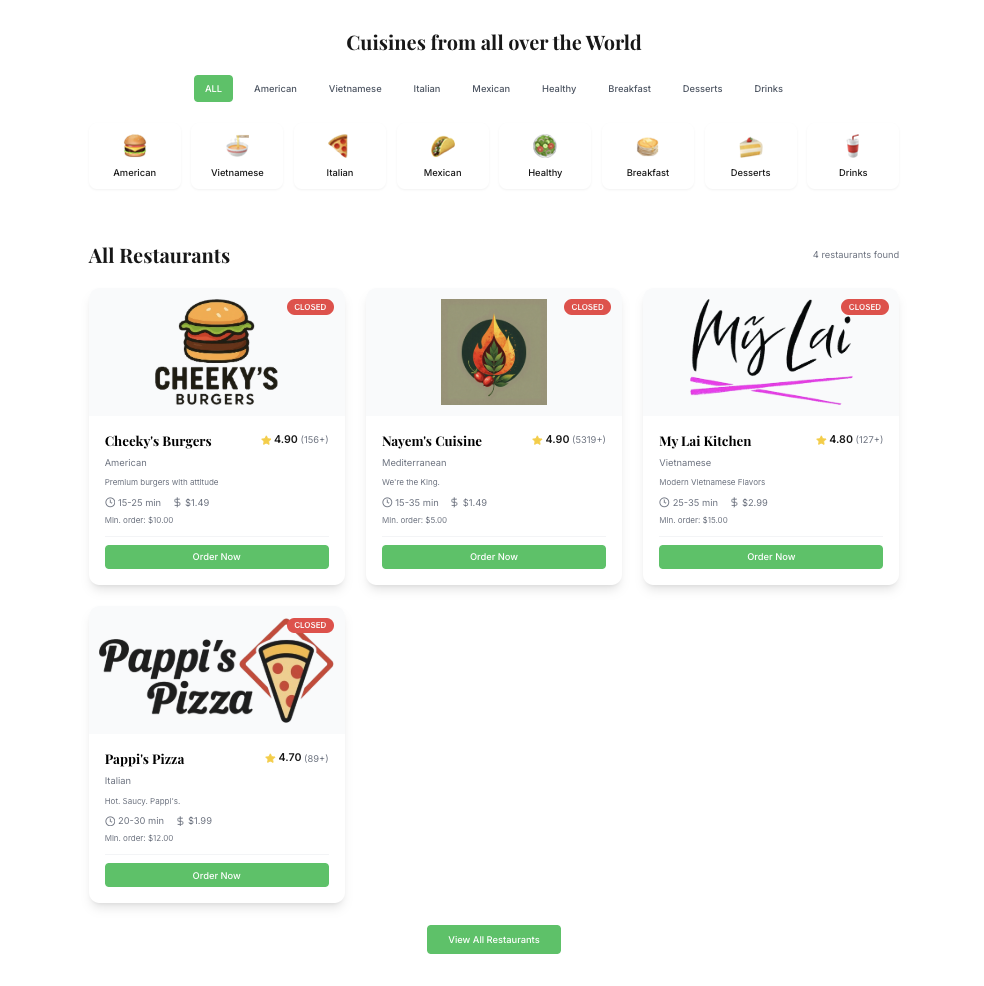 Cuisines from all over the World
ALL American Vietnamese Italian Mexican Healthy Breakfast Desserts Drinks
American Vietnamese Italian Mexican Healthy Breakfast Desserts Drinks
All Restaurants
4 restaurants found
CLOSED
CHEEKY'S
BURGERS
Cheeky's Burgers
4.90 (156+)
American
Premium burgers with attitude
15-25 min $1.49
Min. order: $10.00
Order Now
CLOSED
Nayem's Cuisine
4.90 (5319+)
Mediterranean
We're the King.
15-35 min $1.49
Min. order: $5.00
Order Now
CLOSED
Mỹ Lai
My Lai Kitchen
4.80 (127+)
Vietnamese
Modern Vietnamese Flavors
25-35 min $2.99
Min. order: $15.00
Order Now
CLOSED
Pappi's
Pizza
Pappi's Pizza
4.70 (89+)
Italian
Hot. Saucy. Pappi's.
20-30 min $1.99
Min. order: $12.00
Order Now
View All Restaurants